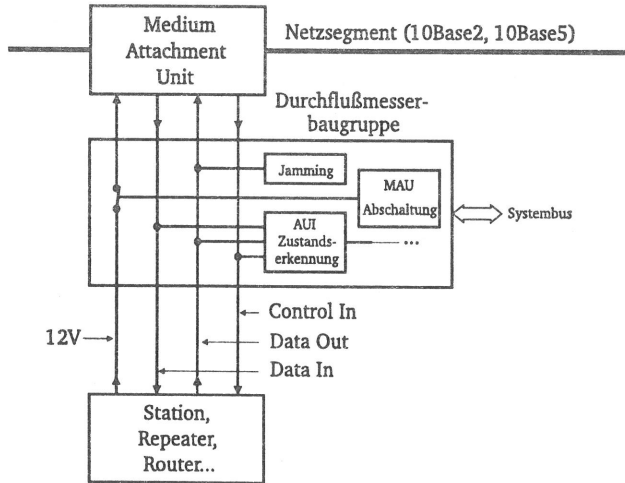 Medium
Attachment
Unit
Netzsegment (10Base2, 10Base5)
Durchflußmesser-
baugruppe
Jamming
MAU
Abschaltung
AUI
Zustands-
erkennung
...
Systembus
Control In
12V
Data Out
Data In
Station,
Repeater,
Router...